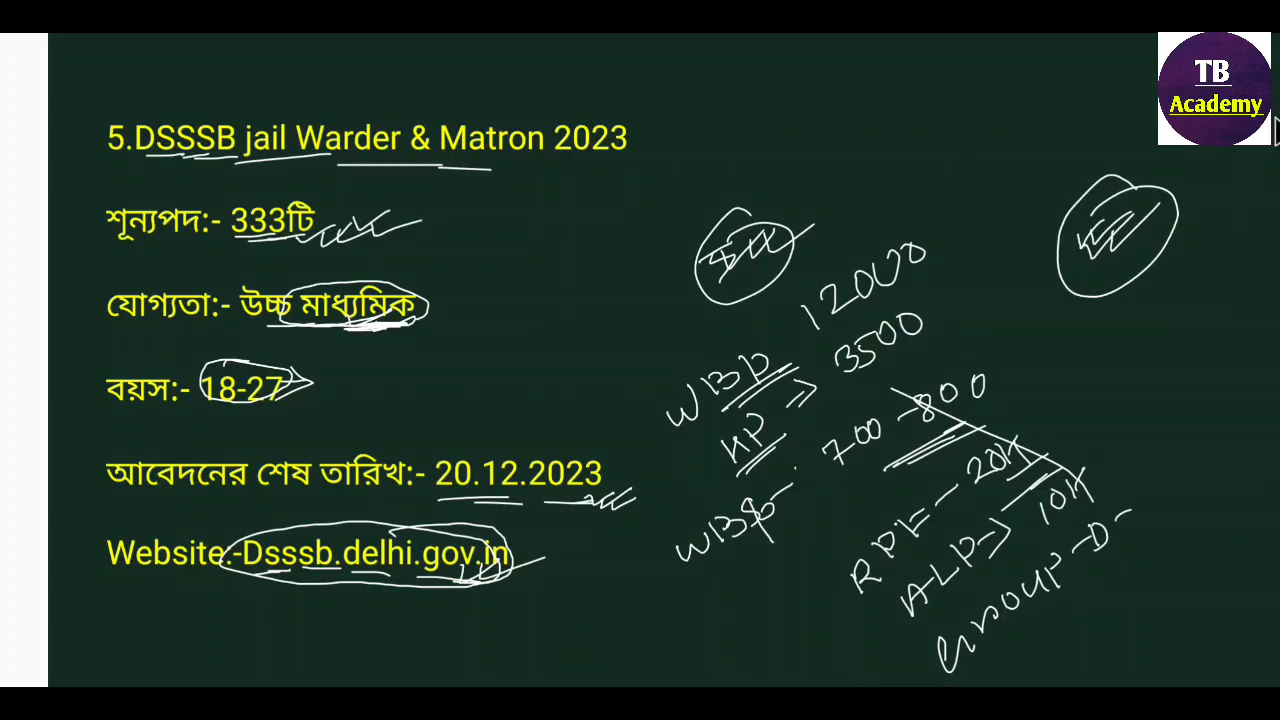 TB
Academy
5.DSSSB jail Warder & Matron 2023
শূন্যপদ:- 333টি
যোগ্যতা:- উচ্চ মাধ্যমিক
বয়স:- 18-27
আবেদনের শেষ তারিখ:- 20.12.2023
Website:-Dsssb.delhi.gov.in
WBP 12000
KP => 3500
700-800
RPF - 20K
ALP -> 10K
Group-D-